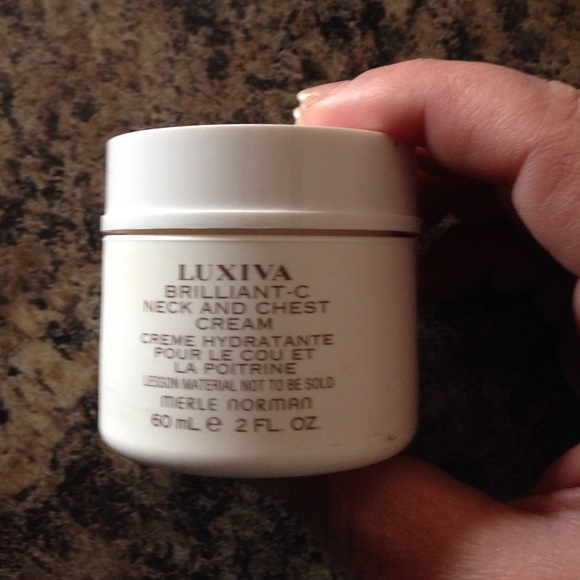 LUXIVA
BRILLIANT-C
NECK AND CHEST
CREAM
CREME HYDRATANTE
POUR LE COU ET
LA POITRINE
LESSON MATERIAL NOT TO BE SOLD
MERLE NORMAN
60 mL e 2 FL. OZ.